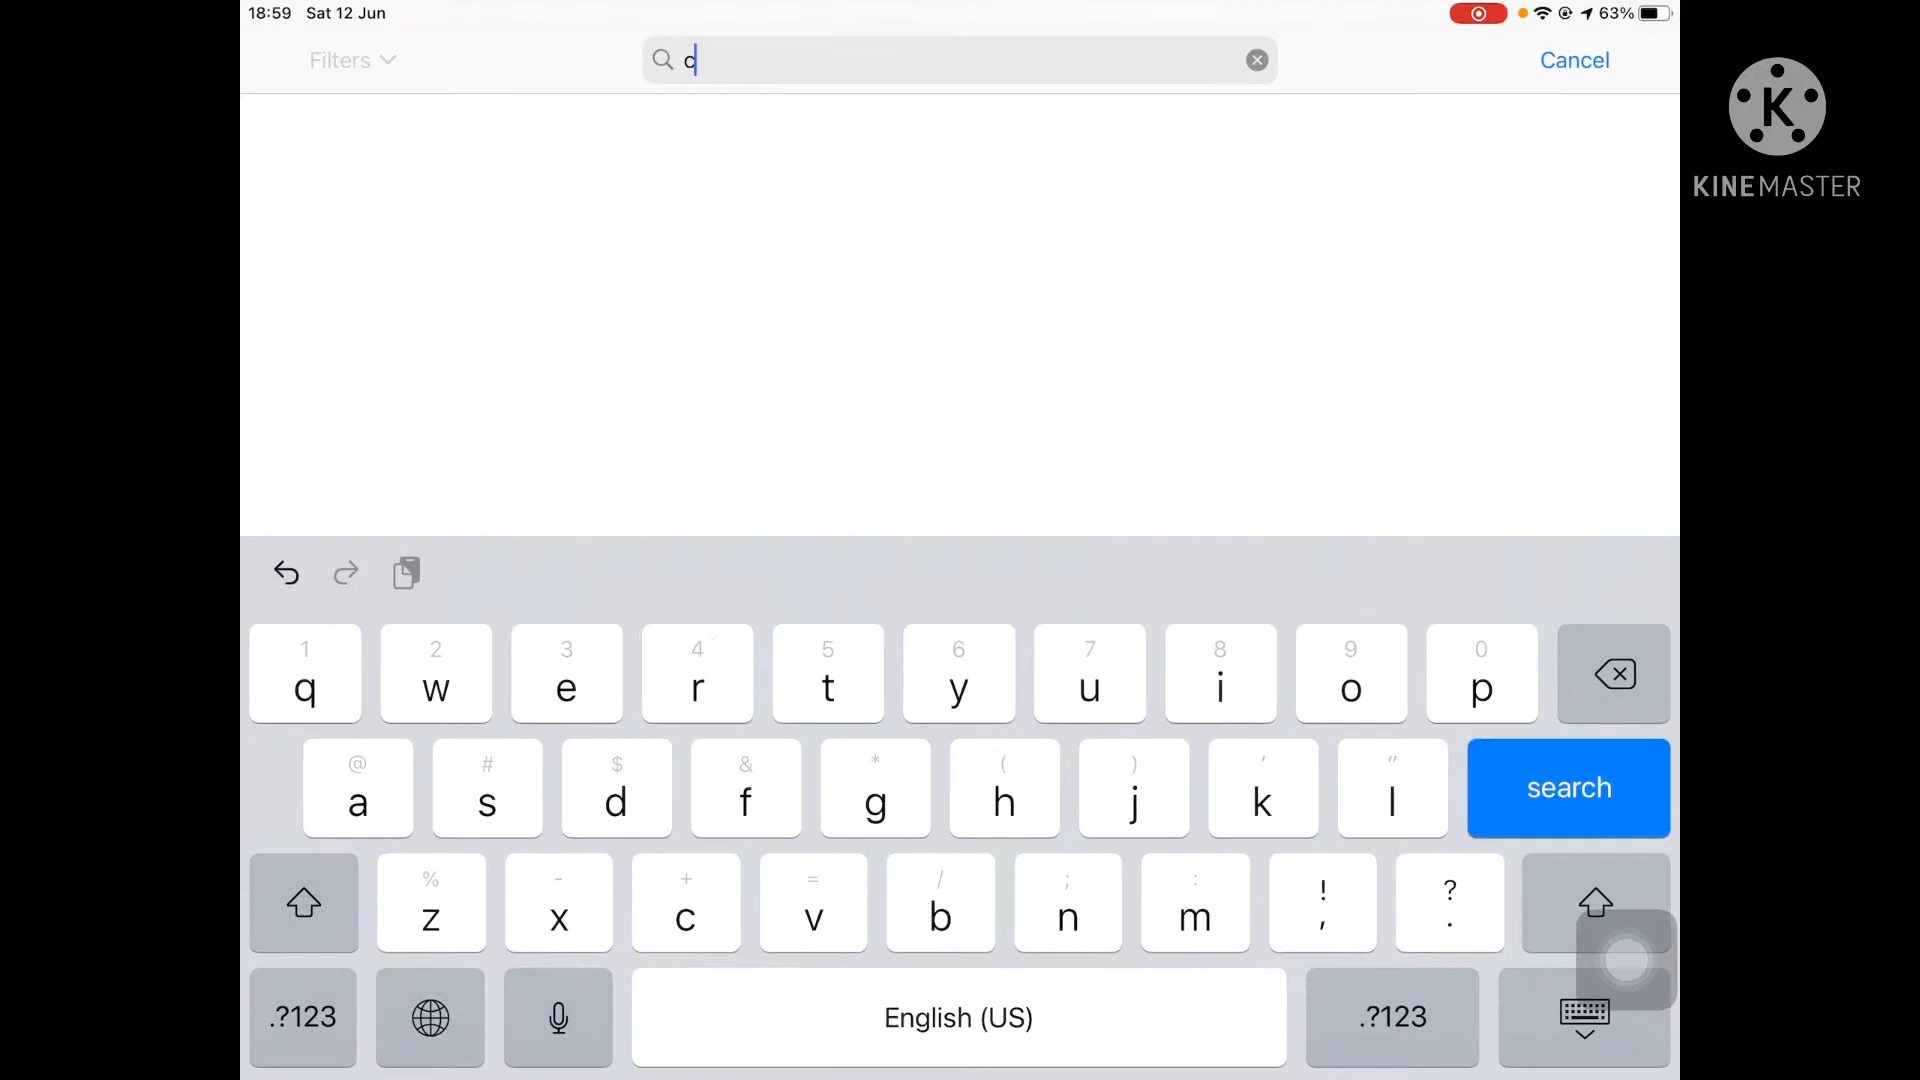 18:59 Sat 12 Jun 63%
Filters c Cancel
K
KINEMASTER
1 2 3 4 5 6 7 8 9 0
q w e r t y u i o p
@ # $ & * ( ) ' "
a s d f g h j k l search
% - + = / ; : ! ?
z x c v b n m , .
.?123 English (US) .?123